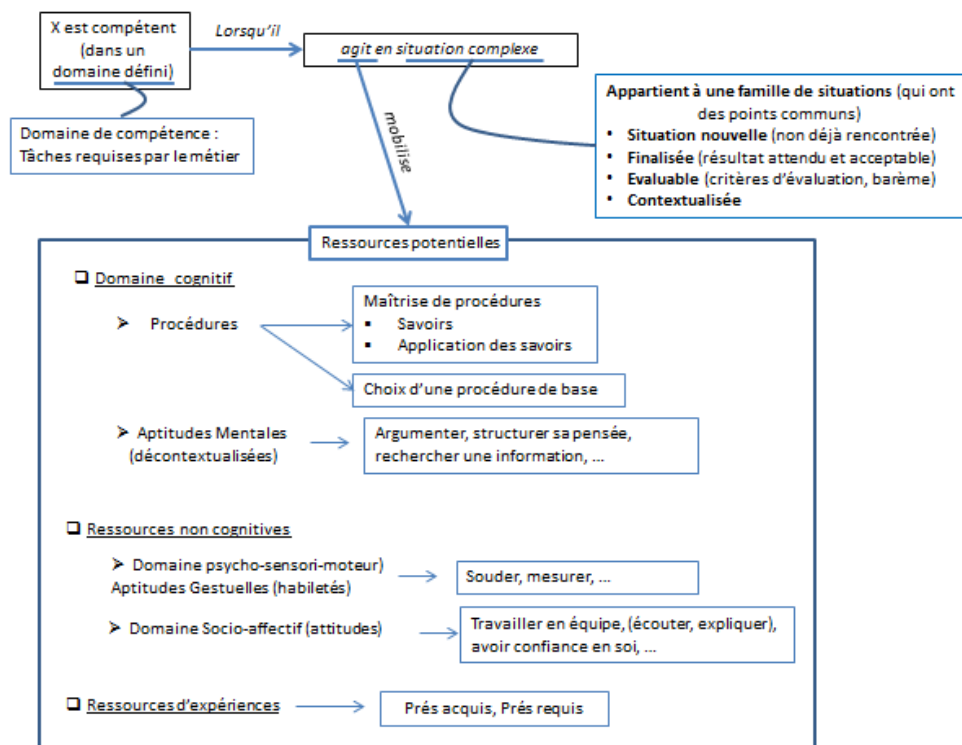 X est compétent
(dans un
domaine défini)
Lorsqu'il
agit en situation complexe
Domaine de compétence :
Tâches requises par le métier
mobilise
Appartient à une famille de situations (qui ont
des points communs)
• Situation nouvelle (non déjà rencontrée)
• Finalisée (résultat attendu et acceptable)
• Evaluable (critères d'évaluation, barème)
• Contextualisée
Ressources potentielles
❑ Domaine cognitif
➢ Procédures
Maîtrise de procédures
▪ Savoirs
▪ Application des savoirs
Choix d'une procédure de base
➢ Aptitudes Mentales
(décontextualisées)
Argumenter, structurer sa pensée,
rechercher une information, ...
❑ Ressources non cognitives
➢ Domaine psycho-sensori-moteur)
Aptitudes Gestuelles (habiletés)
Souder, mesurer, ...
➢ Domaine Socio-affectif (attitudes)
Travailler en équipe, (écouter, expliquer),
avoir confiance en soi, ...
❑ Ressources d'expériences
Prés acquis, Prés requis